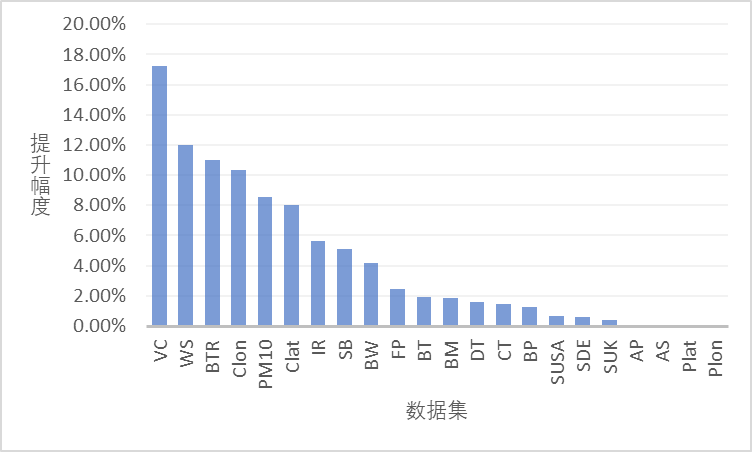 20.00%
18.00%
16.00%
14.00%
12.00%
10.00%
8.00%
6.00%
4.00%
2.00%
0.00%
提升幅度
VC
WS
BTR
Clon
PM10
Clat
IR
SB
BW
FP
BT
BM
DT
CT
BP
SUSA
SDE
SUK
AP
AS
Plat
Plon
数据集